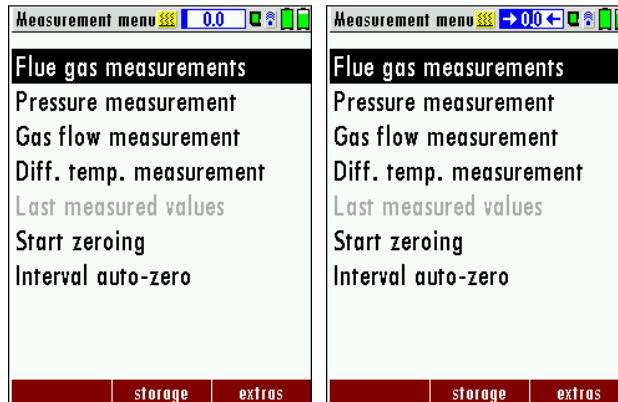 Measurement menu 0.0
Flue gas measurements
Pressure measurement
Gas flow measurement
Diff. temp. measurement
Last measured values
Start zeroing
Interval auto-zero
storage extras
Measurement menu →0.0←
Flue gas measurements
Pressure measurement
Gas flow measurement
Diff. temp. measurement
Last measured values
Start zeroing
Interval auto-zero
storage extras